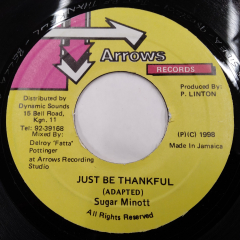 Arrows
RECORDS
Distributed by
Dynamic Sounds
15 Bell Road,
Kgn. 11
Tel: 92-39168
Mixed By:
Delroy "Fatta"
Pottinger
at Arrows Recording
Studio
Produced By:
P. LINTON
(P)(C) 1998
Made In Jamaica
JUST BE THANKFUL
(ADAPTED)
Sugar Minott
All Rights Reserved